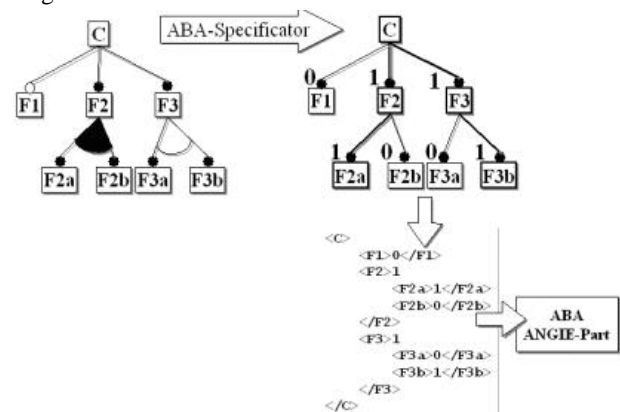 C
ABA-Specificator
F1
F2
F3
F2a
F2b
F3a
F3b
C
0
1
1
F1
F2
F3
1
0
0
1
F2a
F2b
F3a
F3b
<C>
<F1>0</F1>
<F2>1
<F2a>1</F2a>
<F2b>0</F2b>
</F2>
<F3>1
<F3a>0</F3a>
<F3b>1</F3b>
</F3>
</C>
ABA
ANGIE-Part